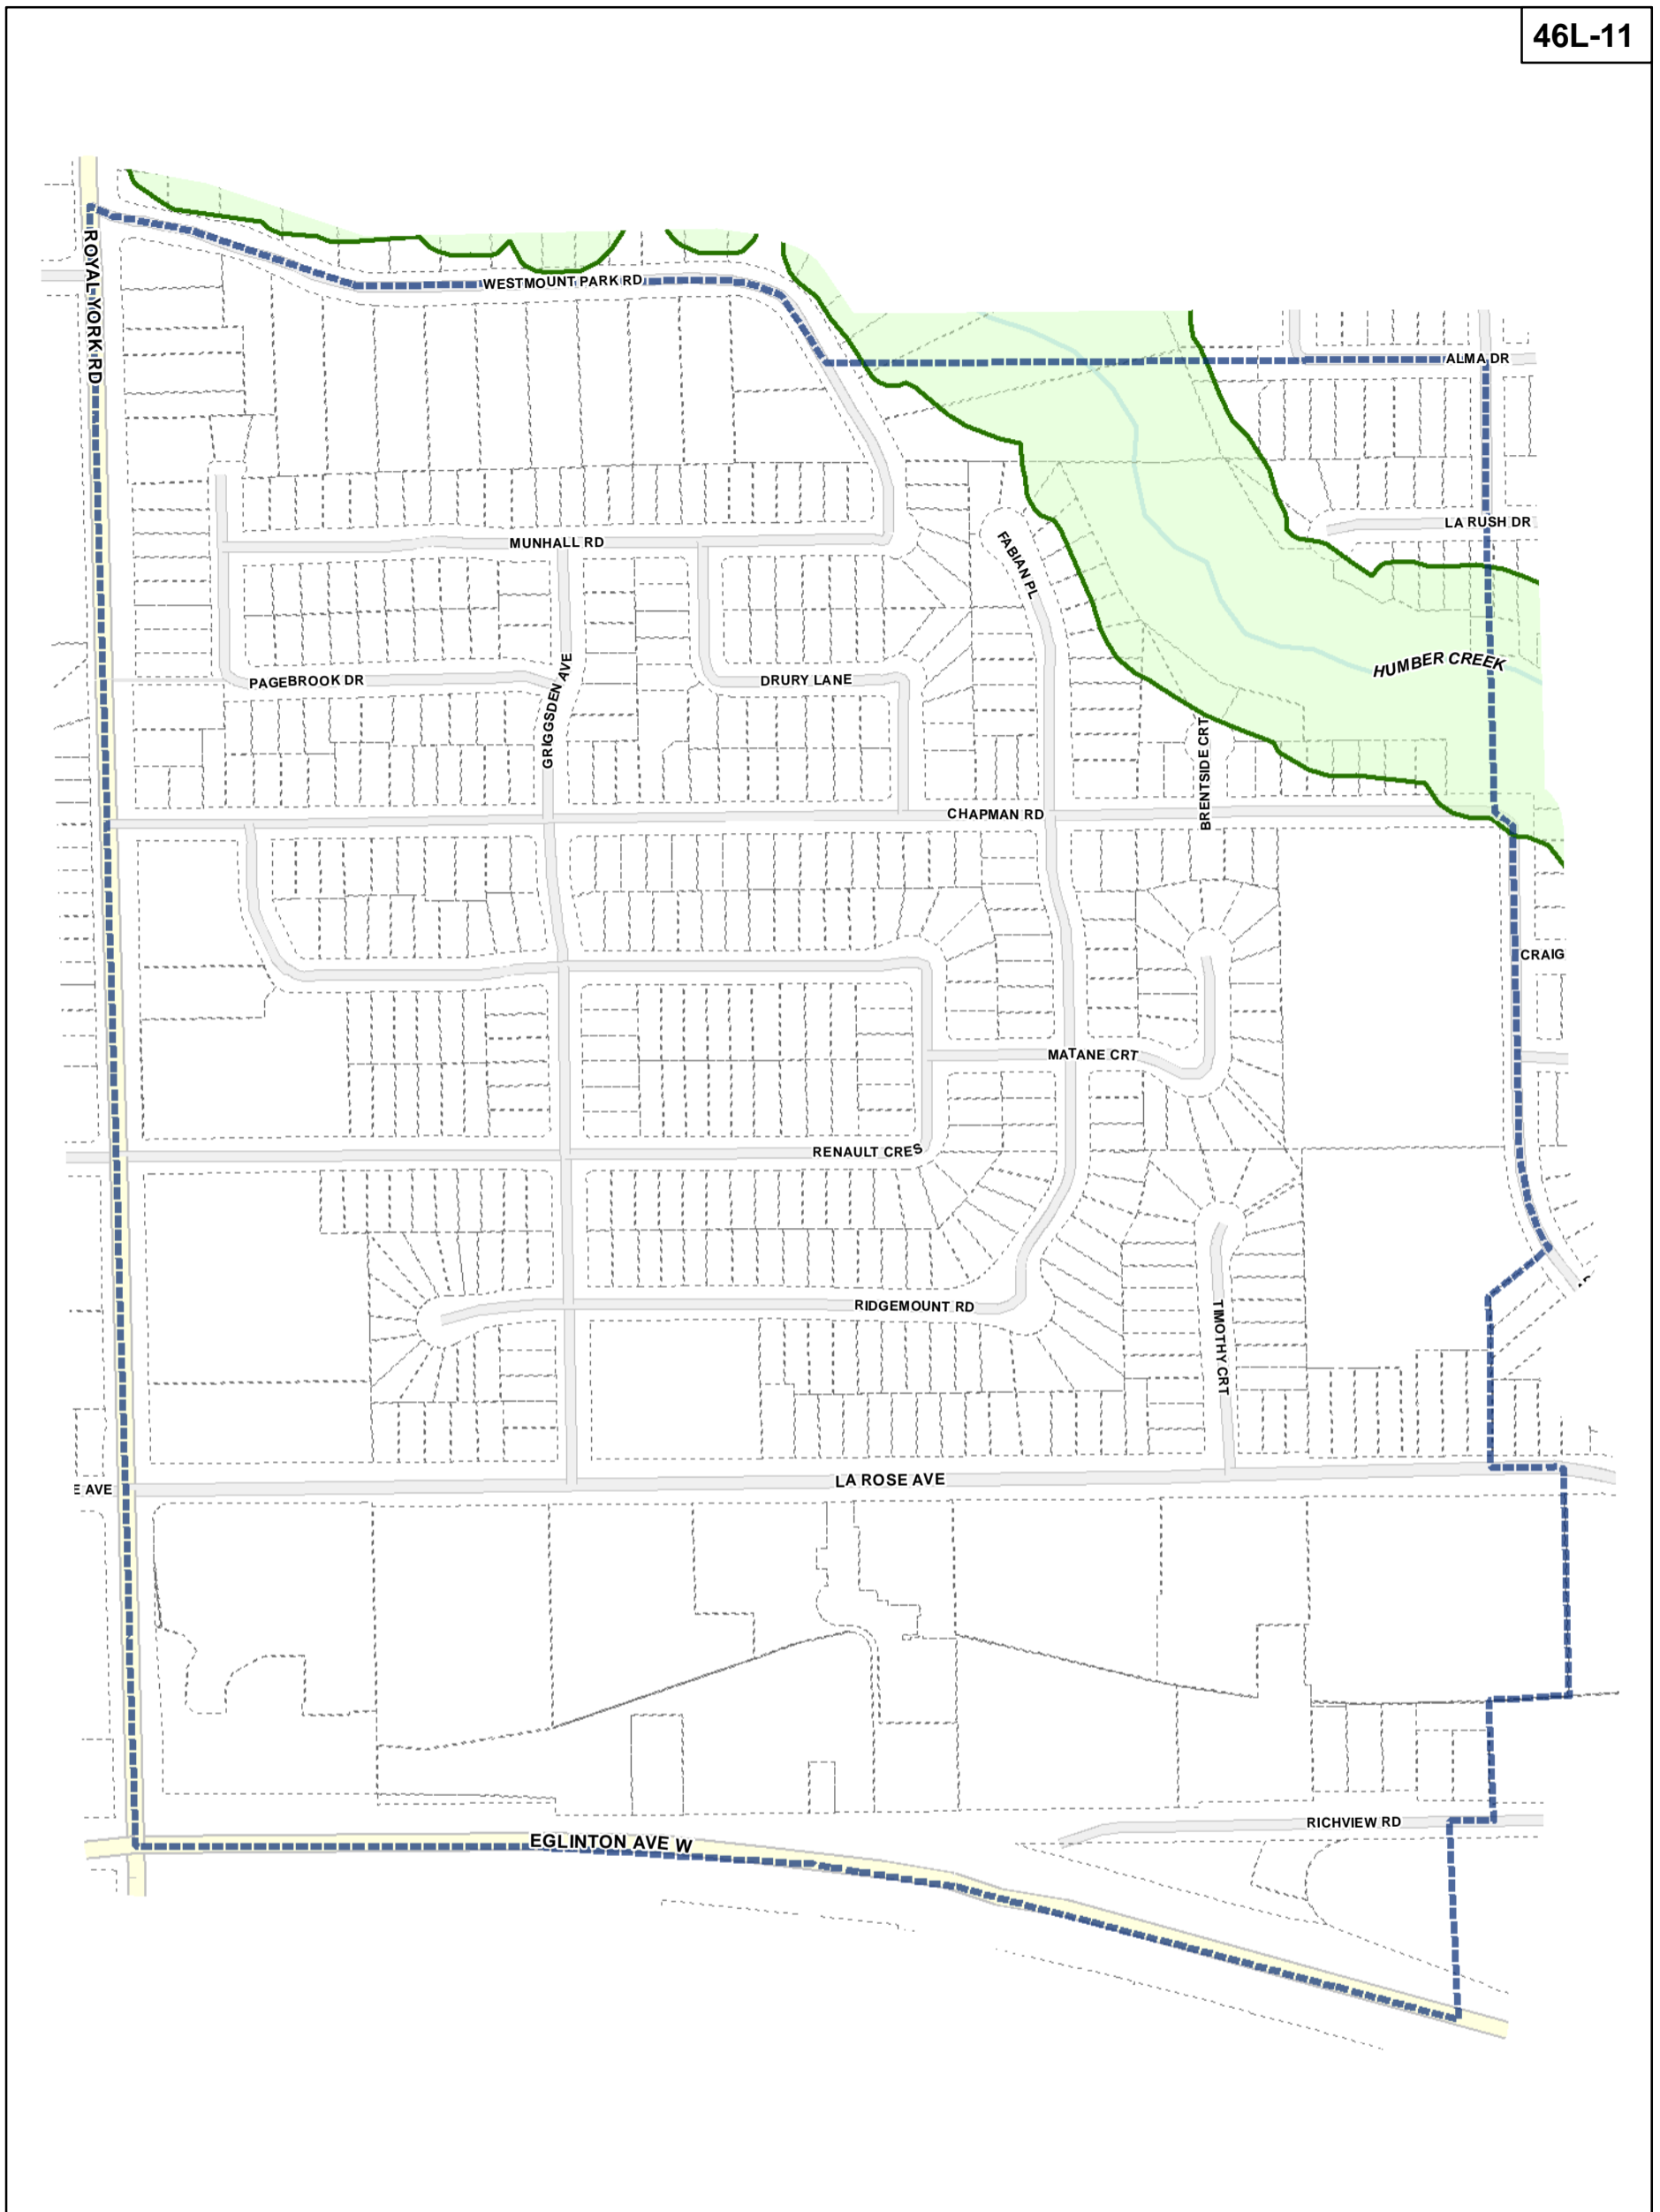 46L-11
ROYAL YORK RD
WESTMOUNT PARK RD
ALMA DR
LA RUSH DR
MUNHALL RD
FABIAN PL
HUMBER CREEK
PAGEBROOK DR
GRIGGSDEN AVE
DRURY LANE
BRENTSIDE CRT
CHAPMAN RD
CRAIG
MATANE CRT
RENAULT CRES
RIDGEMOUNT RD
TIMOTHY CRT
LA ROSE AVE
E AVE
RICHVIEW RD
EGLINTON AVE W